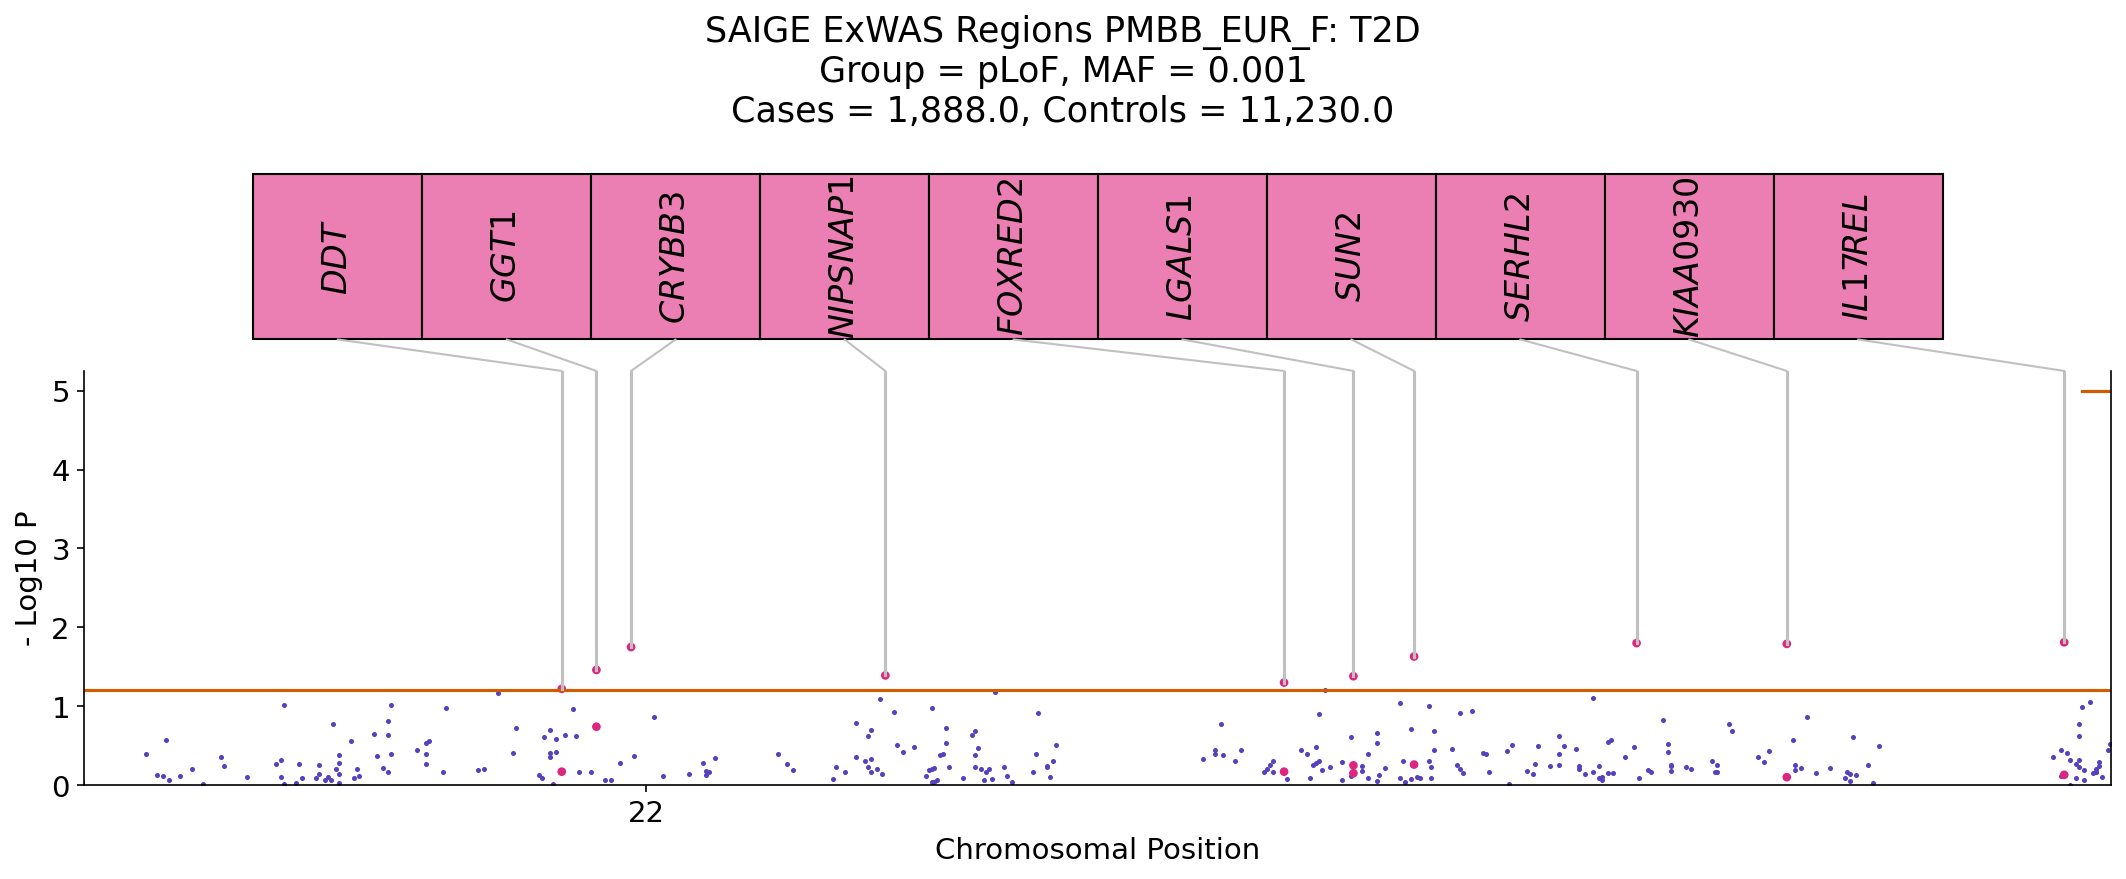 SAIGE ExWAS Regions PMBB_EUR_F: T2D
Group = pLoF, MAF = 0.001
Cases = 1,888.0, Controls = 11,230.0
DDT
GGT1
CRYBB3
NIPSNAP1
FOXRED2
LGALS1
SUN2
SERHL2
KIAA0930
IL17REL
5
4
3
2
1
0
- Log10 P
22
Chromosomal Position